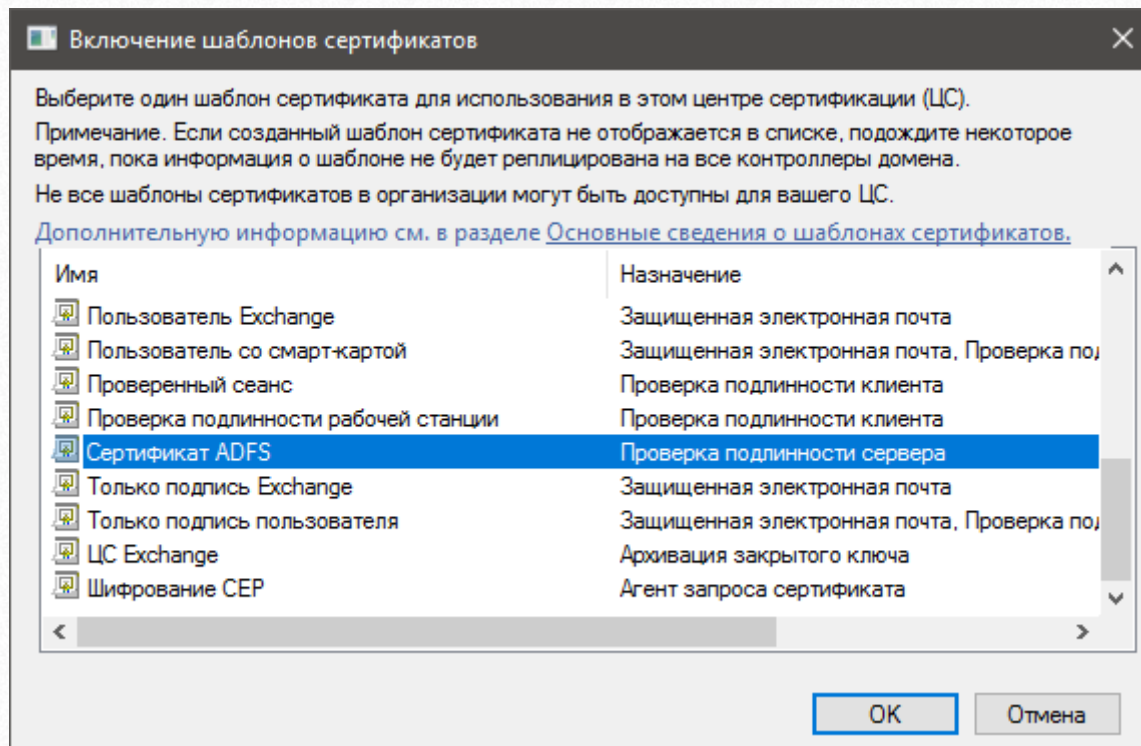 Включение шаблонов сертификатов
Выберите один шаблон сертификата для использования в этом центре сертификации (ЦС).
Примечание. Если созданный шаблон сертификата не отображается в списке, подождите некоторое
время, пока информация о шаблоне не будет реплицирована на все контроллеры домена.
Не все шаблоны сертификатов в организации могут быть доступны для вашего ЦС.
Дополнительную информацию см. в разделе Основные сведения о шаблонах сертификатов.
Имя Назначение
Пользователь Exchange Защищенная электронная почта
Пользователь со смарт-картой Защищенная электронная почта, Проверка
Проверенный сеанс Проверка подлинности клиента
Проверка подлинности рабочей станции Проверка подлинности клиента
Сертификат ADFS Проверка подлинности сервера
Только подпись Exchange Защищенная электронная почта
Только подпись пользователя Защищенная электронная почта, Проверка
ЦС Exchange Архивация закрытого ключа
Шифрование CEP Агент запроса сертификата
OK Отмена